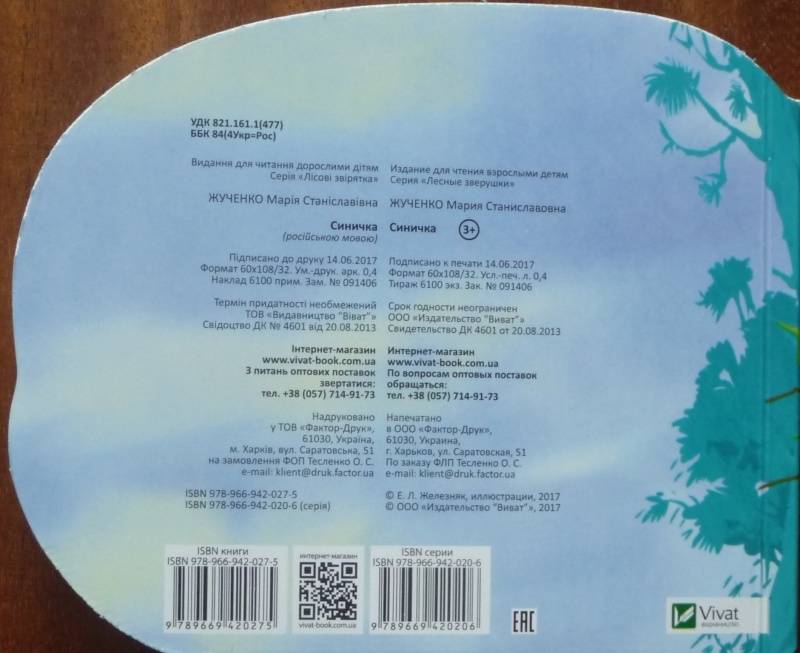 УДК 821.161.1(477)
ББК 84(4Укр=Рос)
Видання для читання дорослими дітям
Серія «Лісові звірятка»
ЖУЧЕНКО Марія Станіславівна
Синичка
(російською мовою)
Підписано до друку 14.06.2017
Формат 60х108/32. Ум.-друк. арк. 0,4
Наклад 6100 прим. Зам. № 091406
Термін придатності необмежений
ТОВ «Видавництво "Віват"»
Свідоцтво ДК № 4601 від 20.08.2013
Інтернет-магазин
www.vivat-book.com.ua
З питань оптових поставок
звертатися:
тел. +38 (057) 714-91-73
Надруковано
у ТОВ «Фактор-Друк»,
61030, Україна,
м. Харків, вул. Саратовська, 51
на замовлення ФОП Тесленко О. С.
e-mail: klient@druk.factor.ua
ISBN 978-966-942-027-5
ISBN 978-966-942-020-6 (серія)
Издание для чтения взрослыми детям
Серия «Лесные зверушки»
ЖУЧЕНКО Мария Станиславовна
Синичка 3+
Подписано к печати 14.06.2017
Формат 60х108/32. Усл.-печ. л. 0,4
Тираж 6100 экз. Зак. № 091406
Срок годности неограничен
ООО «Издательство "Виват"»
Свидетельство ДК 4601 от 20.08.2013
Интернет-магазин
www.vivat-book.com.ua
По вопросам оптовых поставок
обращаться:
тел. +38 (057) 714-91-73
Напечатано
в ООО «Фактор-Друк»,
61030, Украина,
г. Харьков, ул. Саратовская, 51
По заказу ФЛП Тесленко О. С.
e-mail: klient@druk.factor.ua
© Е. Л. Железняк, иллюстрации, 2017
© ООО «Издательство "Виват"», 2017
ISBN книги
ISBN 978-966-942-027-5
9 789669 420275
интернет-магазин
vivat-book.com.ua
ISBN серии
ISBN 978-966-942-020-6
9 789669 420206
EAC
Vivat
видавництво